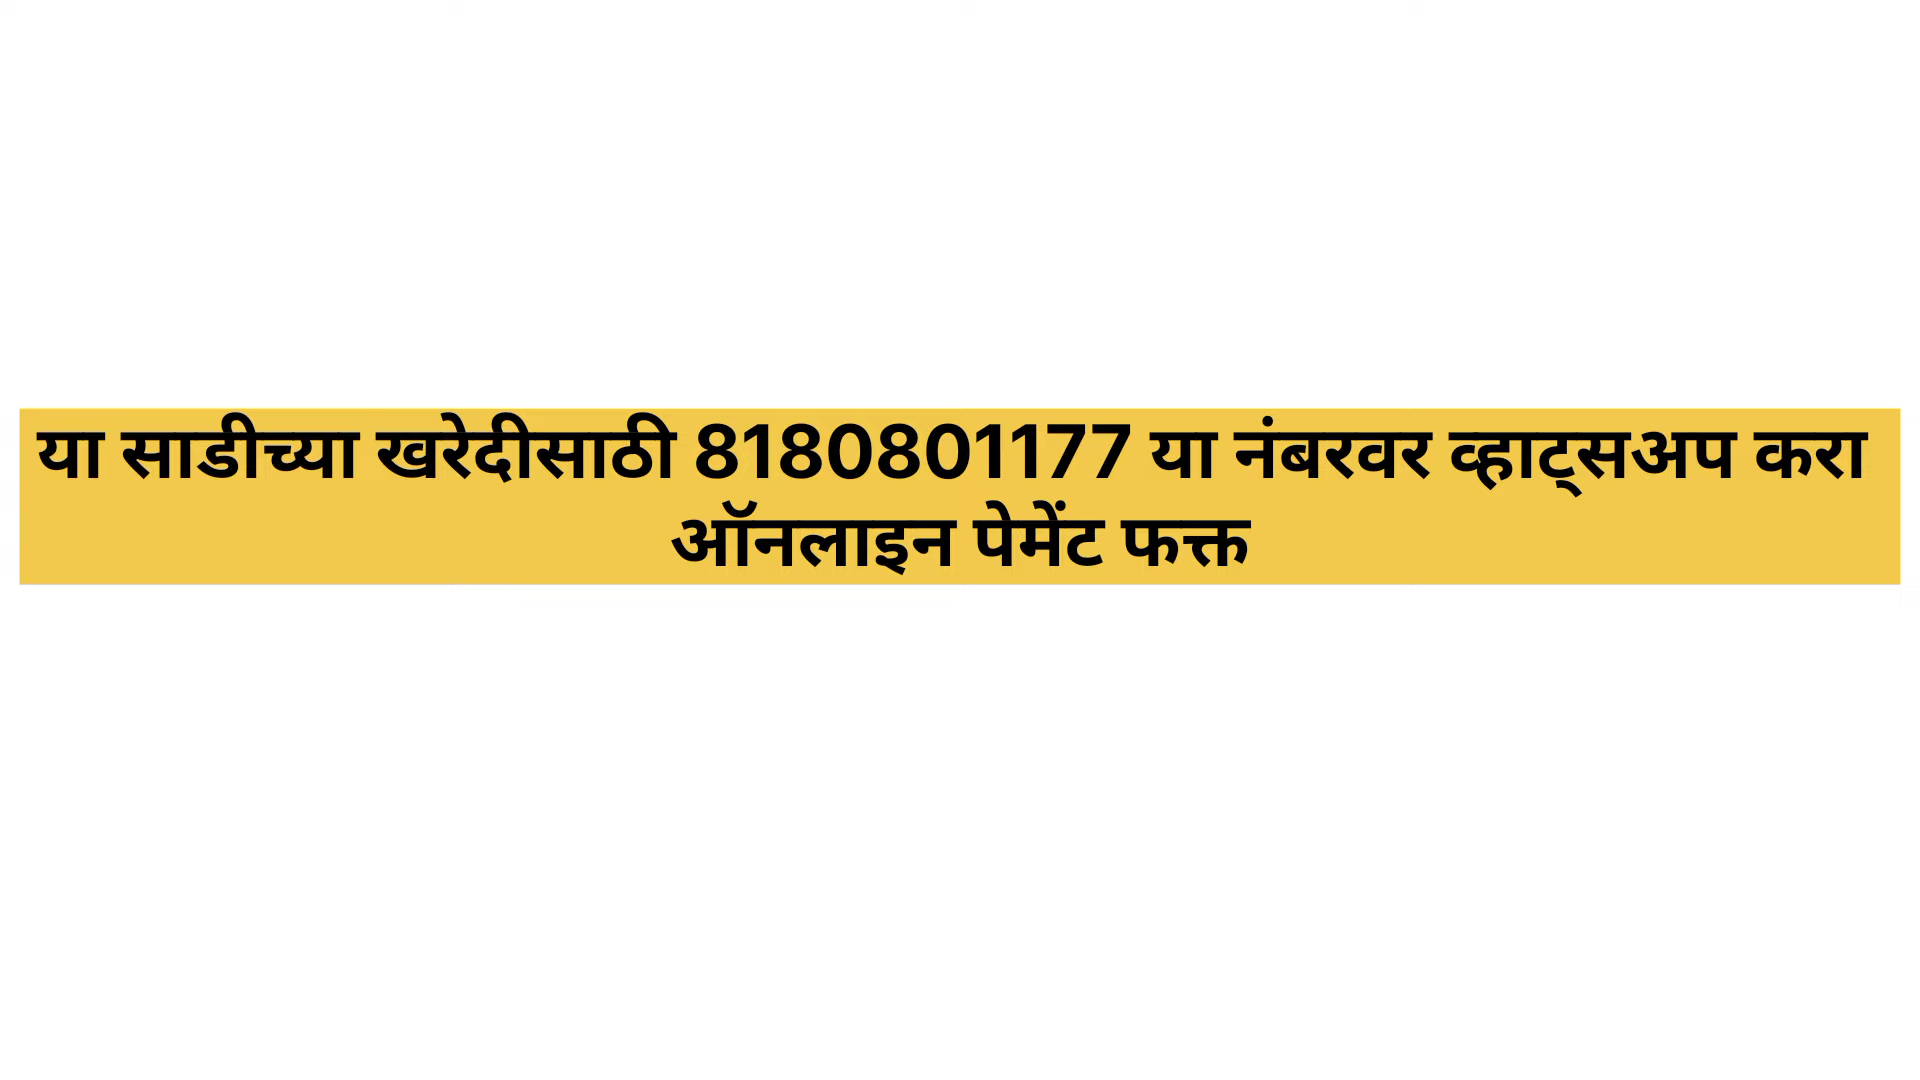 या साडीच्या खरेदीसाठी 8180801177 या नंबरवर व्हाट्सअप करा
ऑनलाइन पेमेंट फक्त